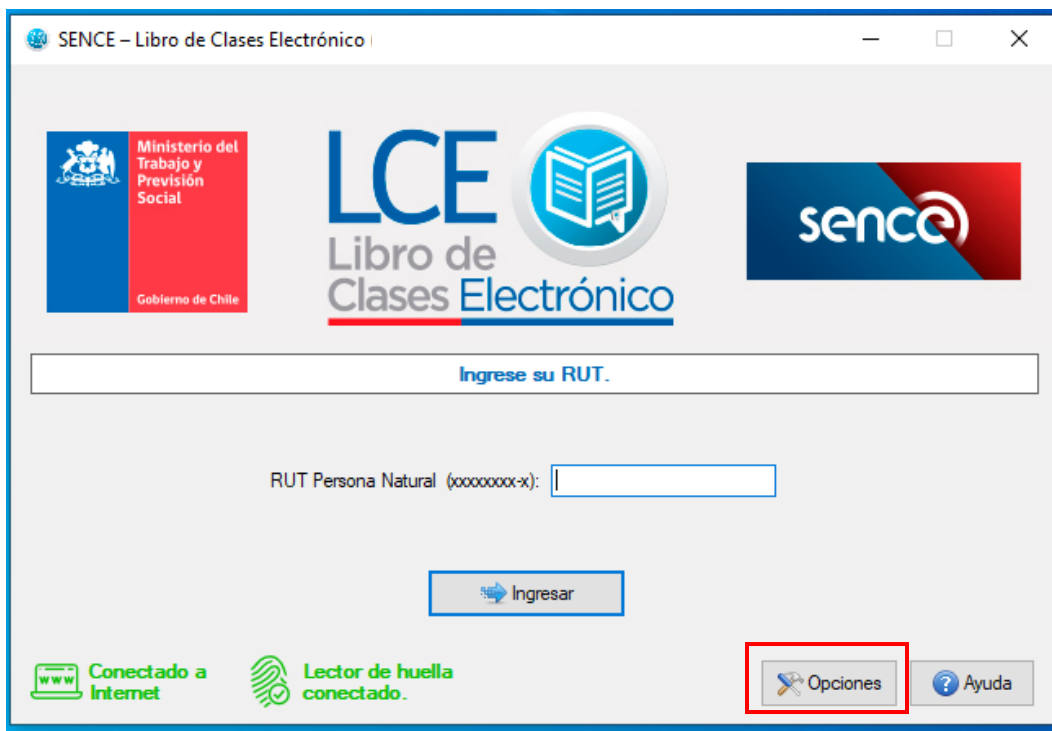 SENCE – Libro de Clases Electrónico
Ministerio del
Trabajo y
Previsión
Social
Gobierno de Chile
LCE
Libro de
Clases Electrónico
sence
Ingrese su RUT.
RUT Persona Natural (xxxxxxxx-x):
Ingresar
www
Conectado a
Internet
Lector de huella
conectado.
Opciones
? Ayuda